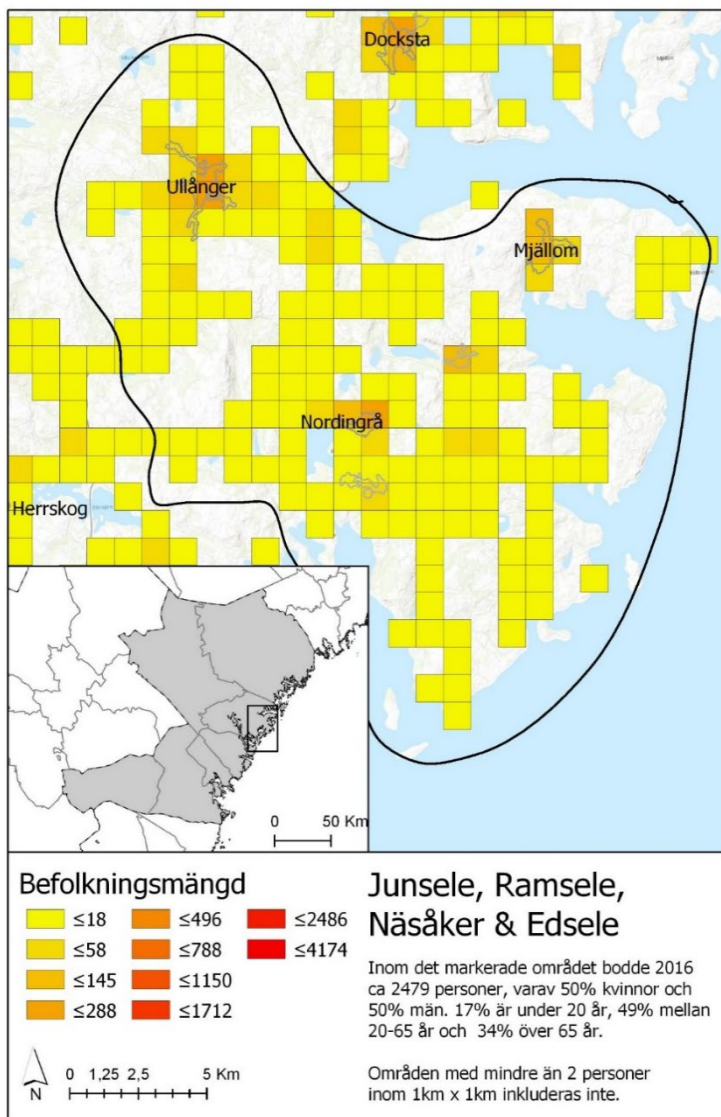 Docksta
Ullånger
Mjällom
Nordingrå
Herrskog
0 50 Km
Befolkningsmängd
≤18 ≤496 ≤2486
≤58 ≤788 ≤4174
≤145 ≤1150
≤288 ≤1712
N
0 1,25 2,5 5 Km
Junsele, Ramsele,
Näsåker & Edsele
Inom det markerade området bodde 2016
ca 2479 personer, varav 50% kvinnor och
50% män. 17% är under 20 år, 49% mellan
20-65 år och 34% över 65 år.
Områden med mindre än 2 personer
inom 1km x 1km inkluderas inte.